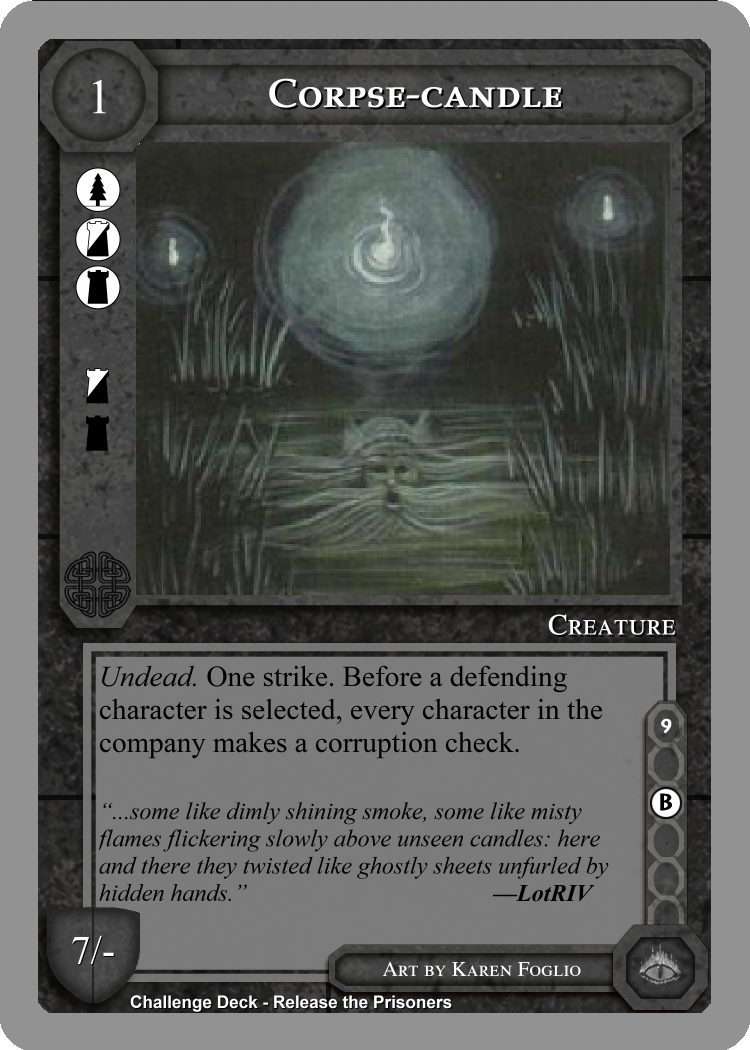 1
CORPSE-CANDLE
CREATURE
Undead. One strike. Before a defending
character is selected, every character in the
company makes a corruption check.
9
B
“...some like dimly shining smoke, some like misty
flames flickering slowly above unseen candles: here
and there they twisted like ghostly sheets unfurled by
hidden hands.” —LotRIV
7/-
ART BY KAREN FOGLIO
Challenge Deck - Release the Prisoners